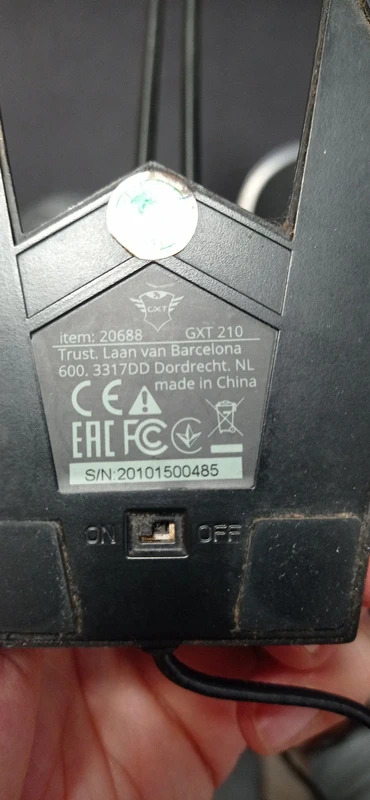 GXT
item: 20688 GXT 210
Trust. Laan van Barcelona
600. 3317DD Dordrecht. NL
made in China
CE
EAC FC
S/N:20101500485
ON OFF